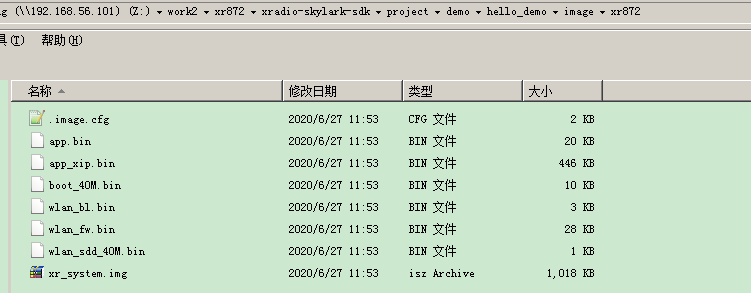 g (\\192.168.56.101) (Z:) ▾ work2 ▾ xr872 ▾ xradio-skylark-sdk ▾ project ▾ demo ▾ hello_demo ▾ image ▾ xr872
具(T) 帮助(H)
名称 修改日期 类型 大小
.image.cfg 2020/6/27 11:53 CFG 文件 2 KB
app.bin 2020/6/27 11:53 BIN 文件 20 KB
app_xip.bin 2020/6/27 11:53 BIN 文件 446 KB
boot_40M.bin 2020/6/27 11:53 BIN 文件 10 KB
wlan_bl.bin 2020/6/27 11:53 BIN 文件 3 KB
wlan_fw.bin 2020/6/27 11:53 BIN 文件 28 KB
wlan_sdd_40M.bin 2020/6/27 11:53 BIN 文件 1 KB
xr_system.img 2020/6/27 11:53 isz Archive 1,018 KB